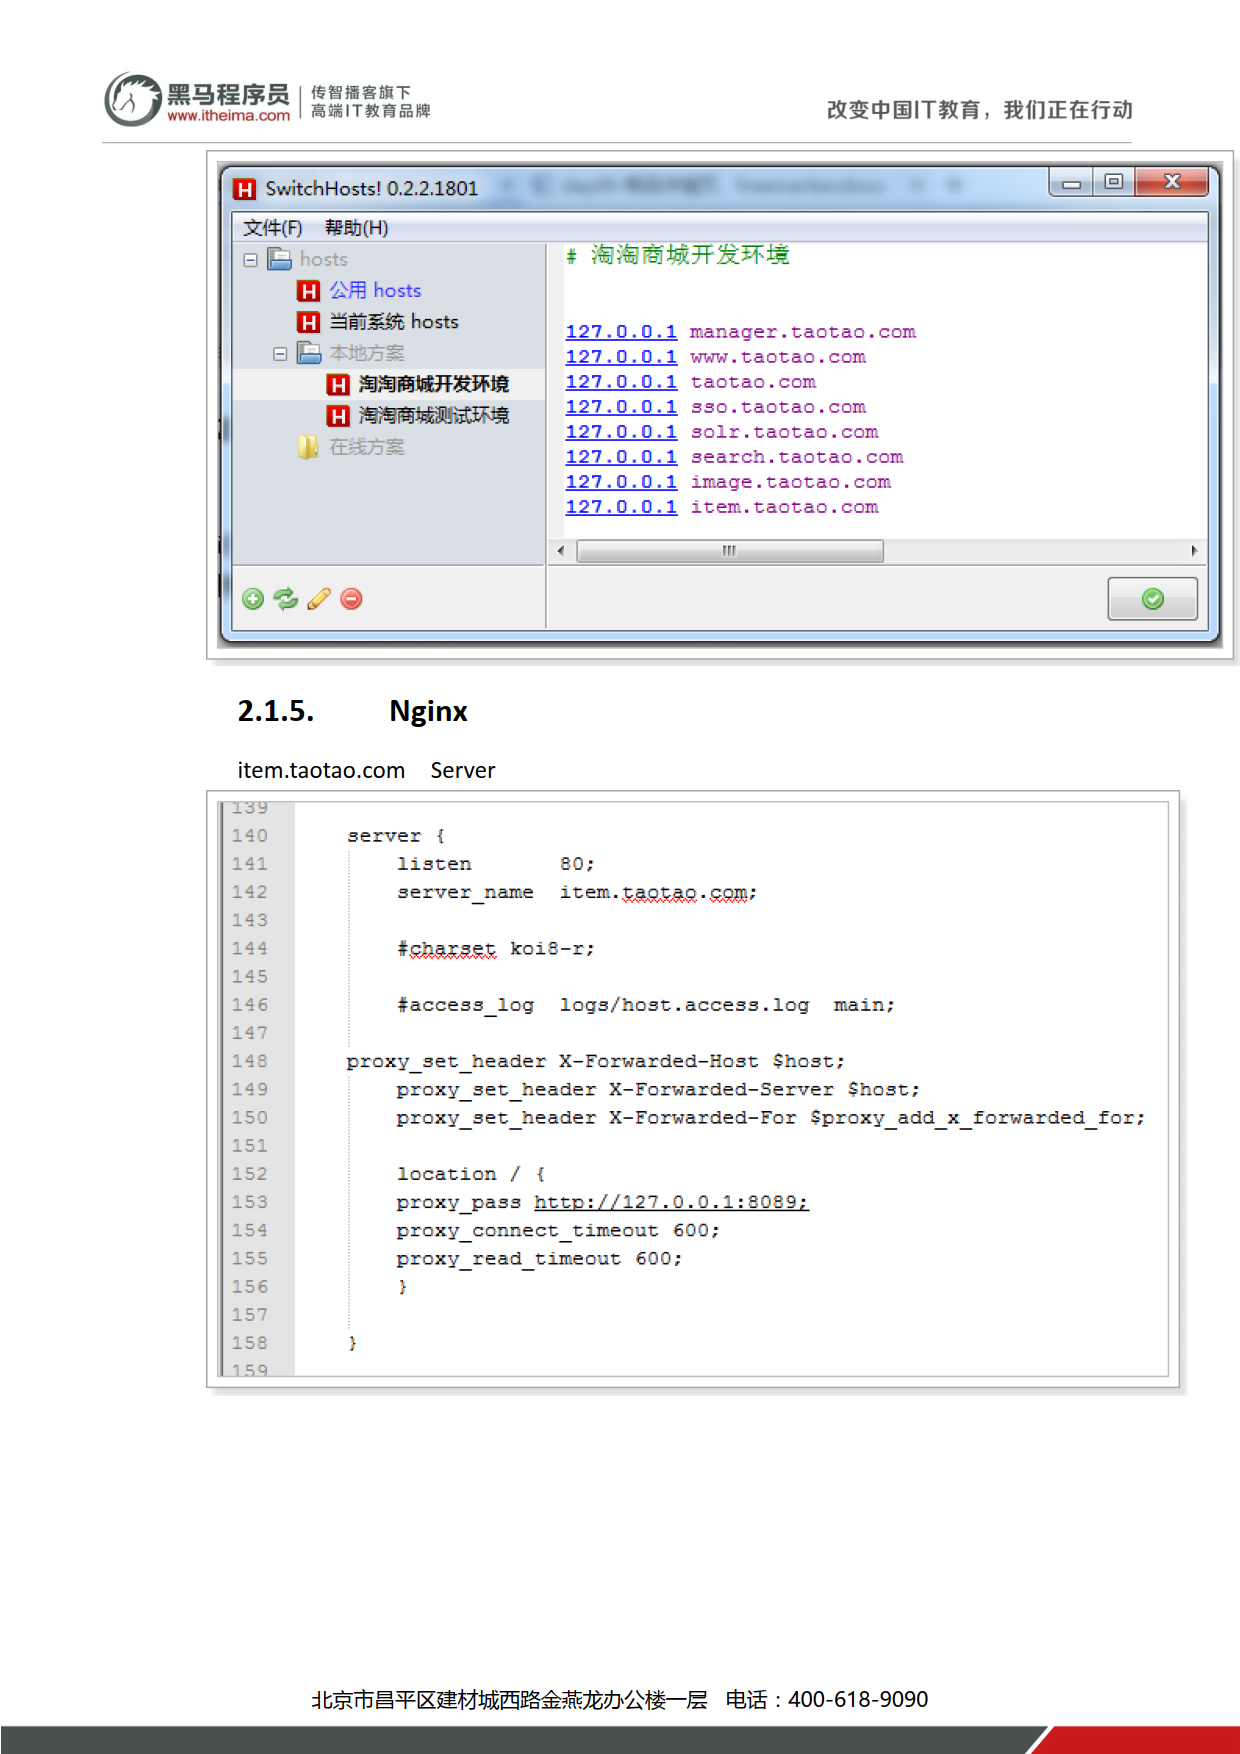 黑马程序员
www.itheima.com
传智播客旗下
高端IT教育品牌
改变中国IT教育，我们正在行动
SwitchHosts! 0.2.2.1801
文件(F) 帮助(H)
hosts
公用 hosts
当前系统 hosts
本地方案
淘淘商城开发环境
淘淘商城测试环境
在线方案
# 淘淘商城开发环境
127.0.0.1 manager.taotao.com
127.0.0.1 www.taotao.com
127.0.0.1 taotao.com
127.0.0.1 sso.taotao.com
127.0.0.1 solr.taotao.com
127.0.0.1 search.taotao.com
127.0.0.1 image.taotao.com
127.0.0.1 item.taotao.com
2.1.5. Nginx
item.taotao.com Server
139
140 server {
141 listen 80;
142 server_name item.taotao.com;
143
144 #charset koi8-r;
145
146 #access_log logs/host.access.log main;
147
148 proxy_set_header X-Forwarded-Host $host;
149 proxy_set_header X-Forwarded-Server $host;
150 proxy_set_header X-Forwarded-For $proxy_add_x_forwarded_for;
151
152 location / {
153 proxy_pass http://127.0.0.1:8089;
154 proxy_connect_timeout 600;
155 proxy_read_timeout 600;
156 }
157
158 }
159
北京市昌平区建材城西路金燕龙办公楼一层 电话：400-618-9090